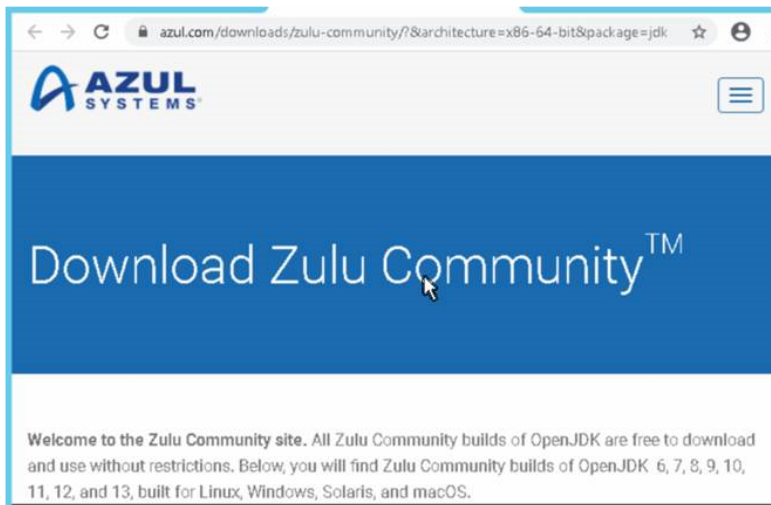 azul.com/downloads/zulu-community/?&architecture=x86-64-bit&package=jdk
AZUL
SYSTEMS
Download Zulu Community™
Welcome to the Zulu Community site. All Zulu Community builds of OpenJDK are free to download
and use without restrictions. Below, you will find Zulu Community builds of OpenJDK 6, 7, 8, 9, 10,
11, 12, and 13, built for Linux, Windows, Solaris, and macOS.